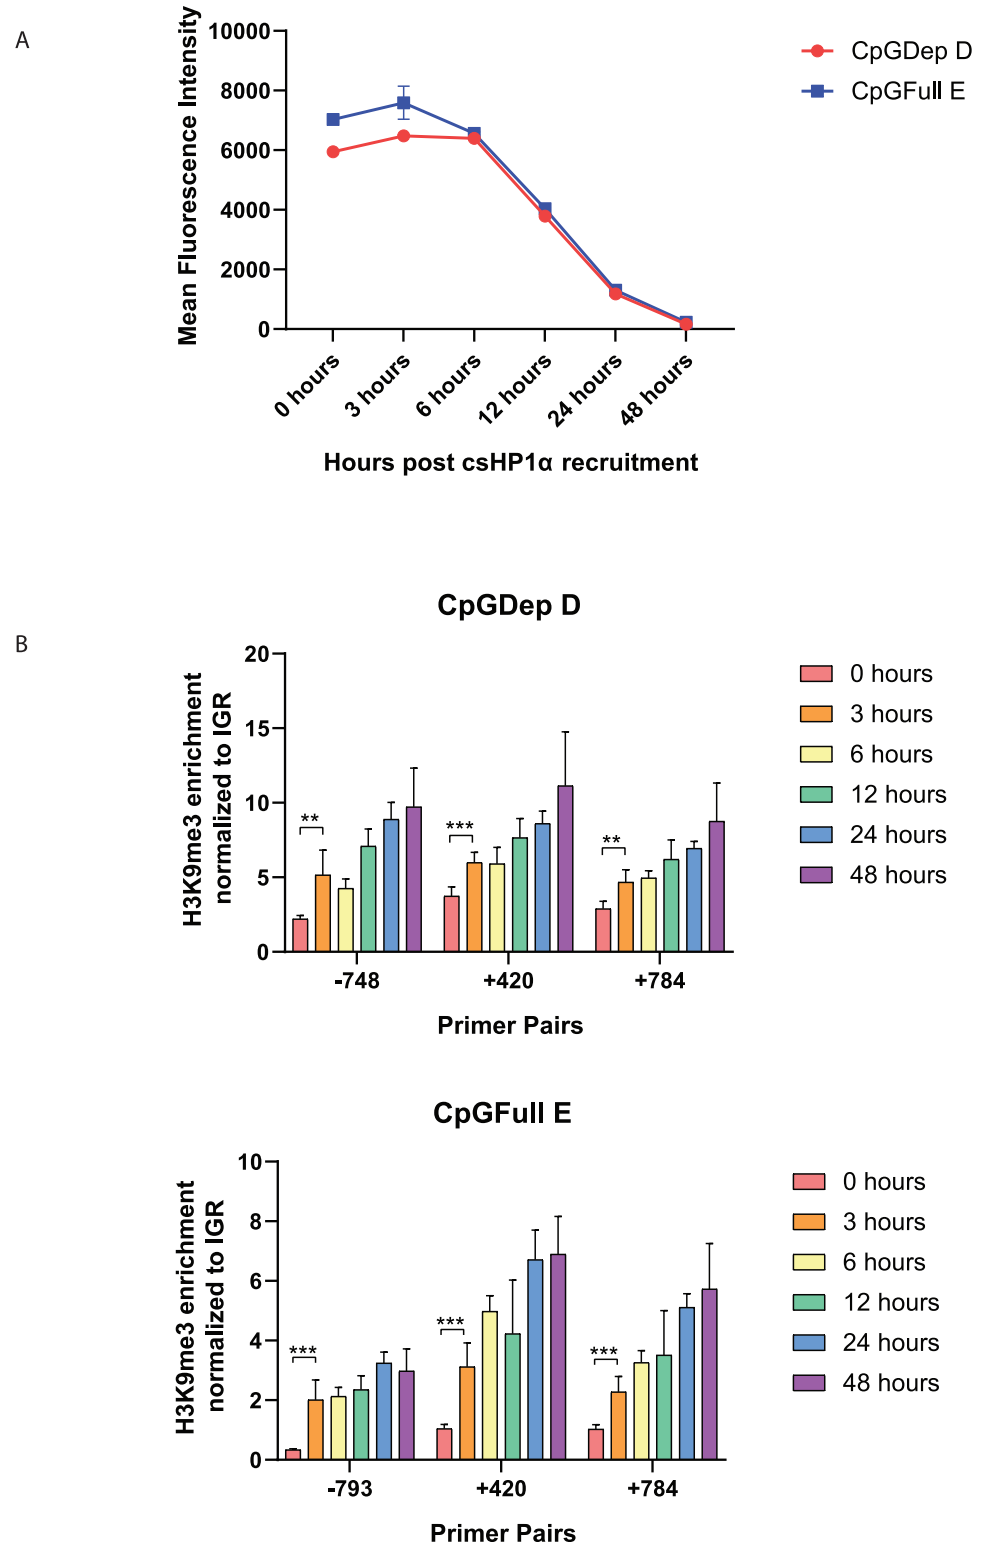 A
10000
8000
6000
4000
2000
0
Mean Fluorescence Intensity
0 hours
3 hours
6 hours
12 hours
24 hours
48 hours
Hours post csHP1α recruitment
CpGDep D
CpGFull E
B
CpGDep D
20
15
10
5
0
H3K9me3 enrichment
normalized to IGR
**
***
**
-748
+420
+784
Primer Pairs
0 hours
3 hours
6 hours
12 hours
24 hours
48 hours
CpGFull E
10
8
6
4
2
0
H3K9me3 enrichment
normalized to IGR
***
***
***
-793
+420
+784
Primer Pairs
0 hours
3 hours
6 hours
12 hours
24 hours
48 hours